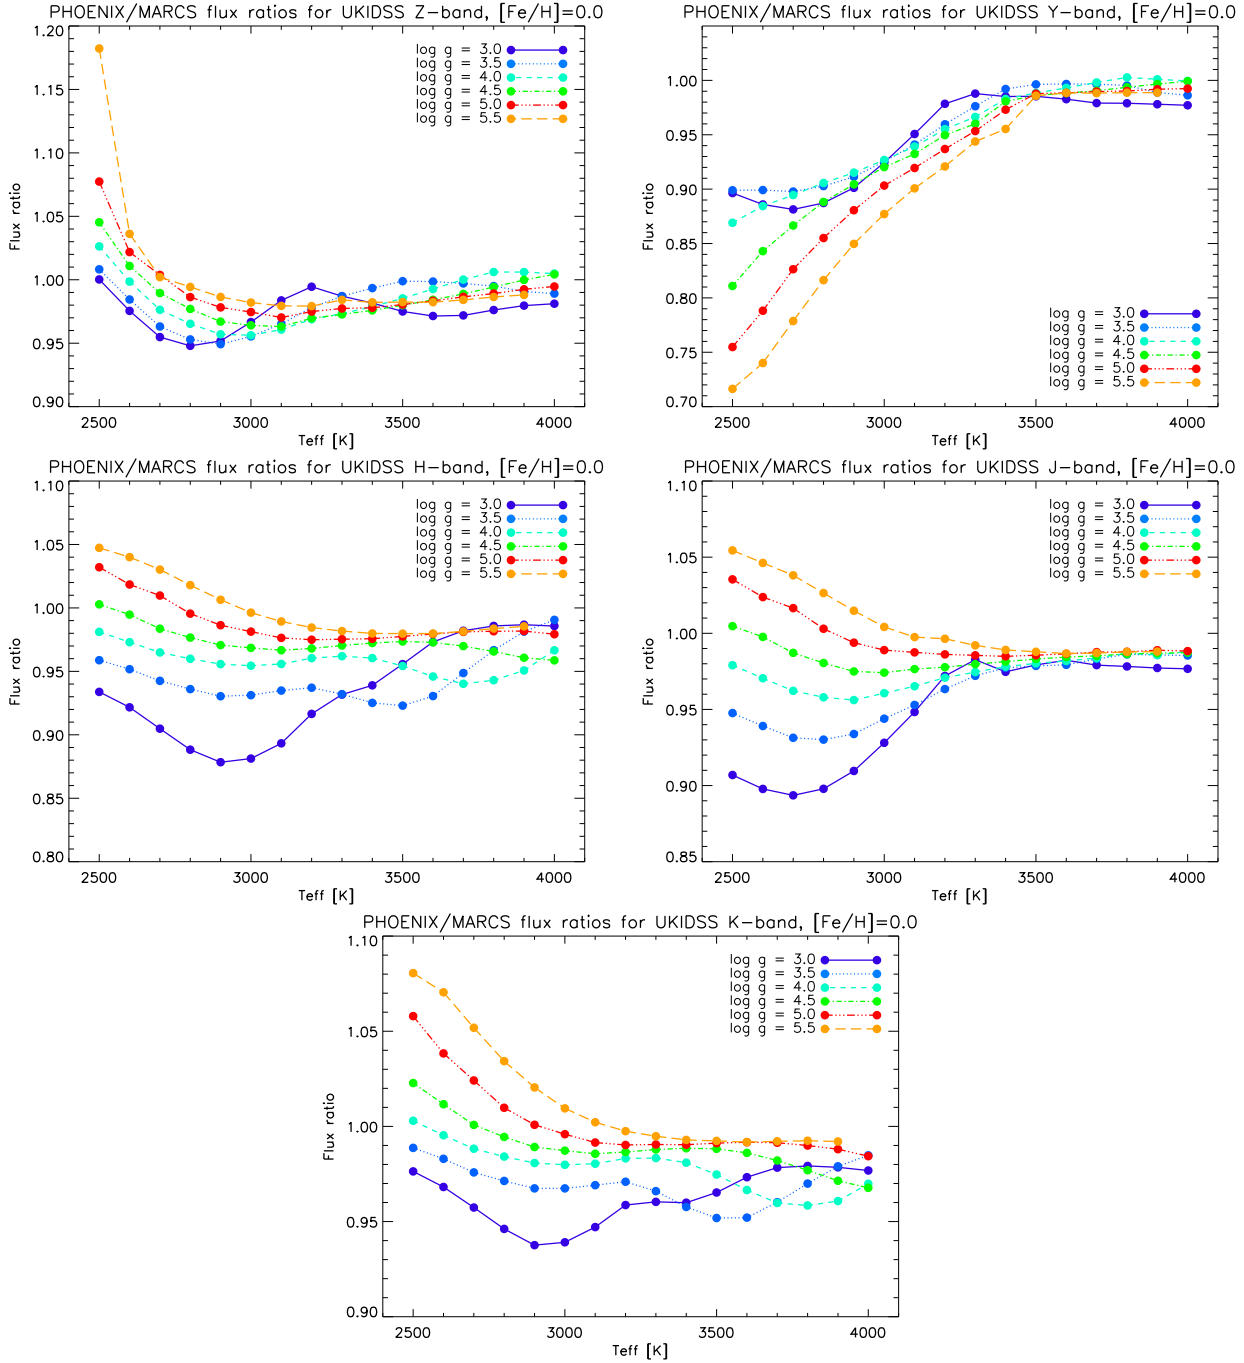 PHOENIX/MARCS flux ratios for UKIDSS Z-band, [Fe/H]=0.0
1.20
1.15
1.10
1.05
1.00
0.95
0.90
Flux ratio
log g = 3.0
log g = 3.5
log g = 4.0
log g = 4.5
log g = 5.0
log g = 5.5
2500
3000
3500
4000
Teff [K]
PHOENIX/MARCS flux ratios for UKIDSS Y-band, [Fe/H]=0.0
1.00
0.95
0.90
0.85
0.80
0.75
0.70
Flux ratio
log g = 3.0
log g = 3.5
log g = 4.0
log g = 4.5
log g = 5.0
log g = 5.5
2500
3000
3500
4000
Teff [K]
PHOENIX/MARCS flux ratios for UKIDSS H-band, [Fe/H]=0.0
1.10
1.05
1.00
0.95
0.90
0.85
0.80
Flux ratio
log g = 3.0
log g = 3.5
log g = 4.0
log g = 4.5
log g = 5.0
log g = 5.5
2500
3000
3500
4000
Teff [K]
PHOENIX/MARCS flux ratios for UKIDSS J-band, [Fe/H]=0.0
1.10
1.05
1.00
0.95
0.90
0.85
Flux ratio
log g = 3.0
log g = 3.5
log g = 4.0
log g = 4.5
log g = 5.0
log g = 5.5
2500
3000
3500
4000
Teff [K]
PHOENIX/MARCS flux ratios for UKIDSS K-band, [Fe/H]=0.0
1.10
1.05
1.00
0.95
0.90
Flux ratio
log g = 3.0
log g = 3.5
log g = 4.0
log g = 4.5
log g = 5.0
log g = 5.5
2500
3000
3500
4000
Teff [K]